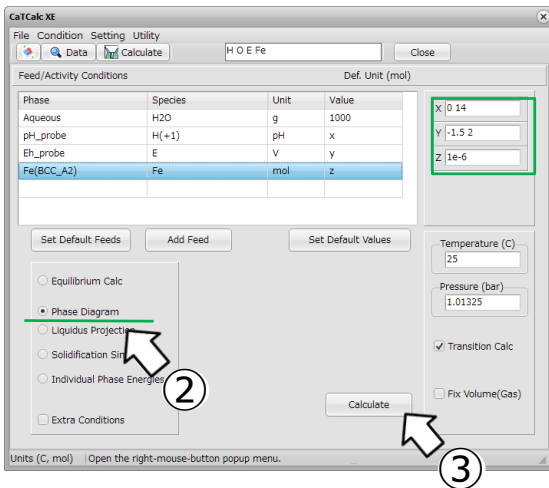 CaTCalc XE
File Condition Setting Utility
Data Calculate H O E Fe Close
Feed/Activity Conditions Def. Unit (mol)
Phase Species Unit Value
Aqueous H2O g 1000
pH_probe H(+1) pH x
Eh_probe E V y
Fe(BCC_A2) Fe mol z
X 0 14
Y -1.5 2
Z 1e-6
Set Default Feeds Add Feed Set Default Values
Temperature (C)
25
Pressure (bar)
1.01325
Equilibrium Calc
Phase Diagram
Liquidus Projection
Solidification Sim
Individual Phase Energies
Extra Conditions
Transition Calc
Fix Volume(Gas)
Calculate
②
③
Units (C, mol) Open the right-mouse-button popup menu.